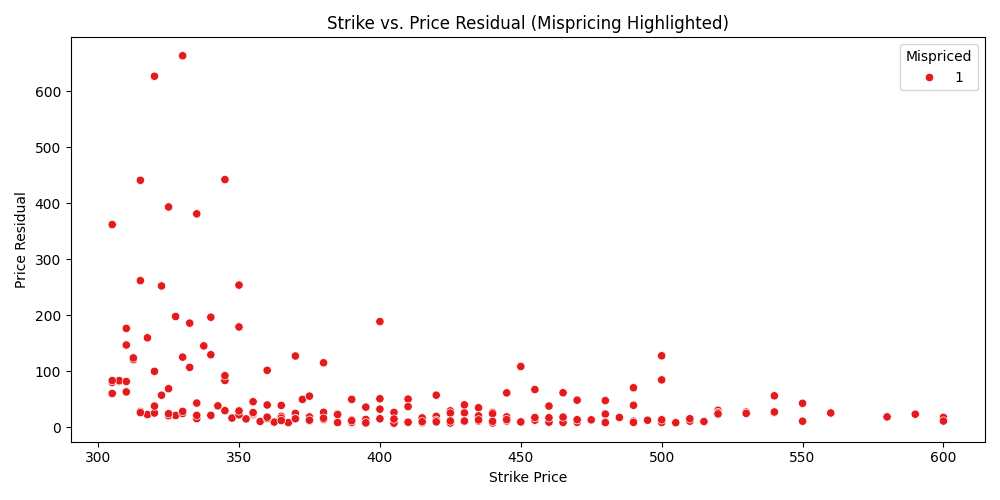 Strike vs. Price Residual (Mispricing Highlighted)
Mispriced
1
600
500
400
300
200
100
0
Price Residual
300 350 400 450 500 550 600
Strike Price